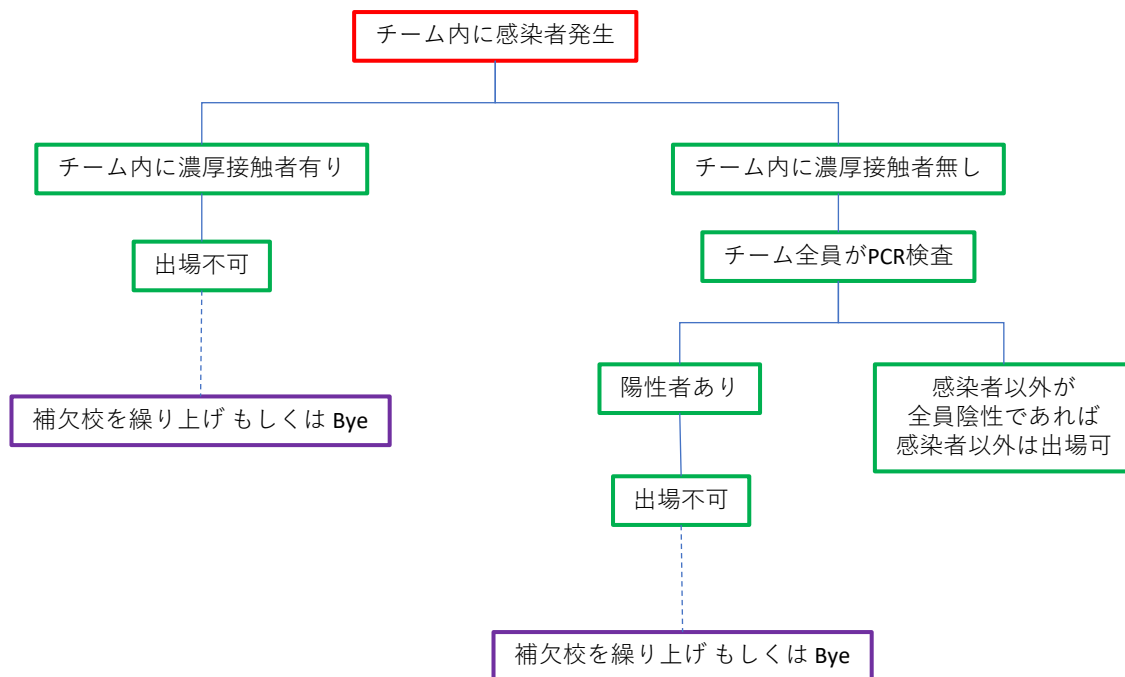 チーム内に感染者発生
チーム内に濃厚接触者有り
チーム内に濃厚接触者無し
出場不可
チーム全員がPCR検査
陽性者あり
感染者以外が
全員陰性であれば
感染者以外は出場可
補欠校を繰り上げ もしくは Bye
出場不可
補欠校を繰り上げ もしくは Bye